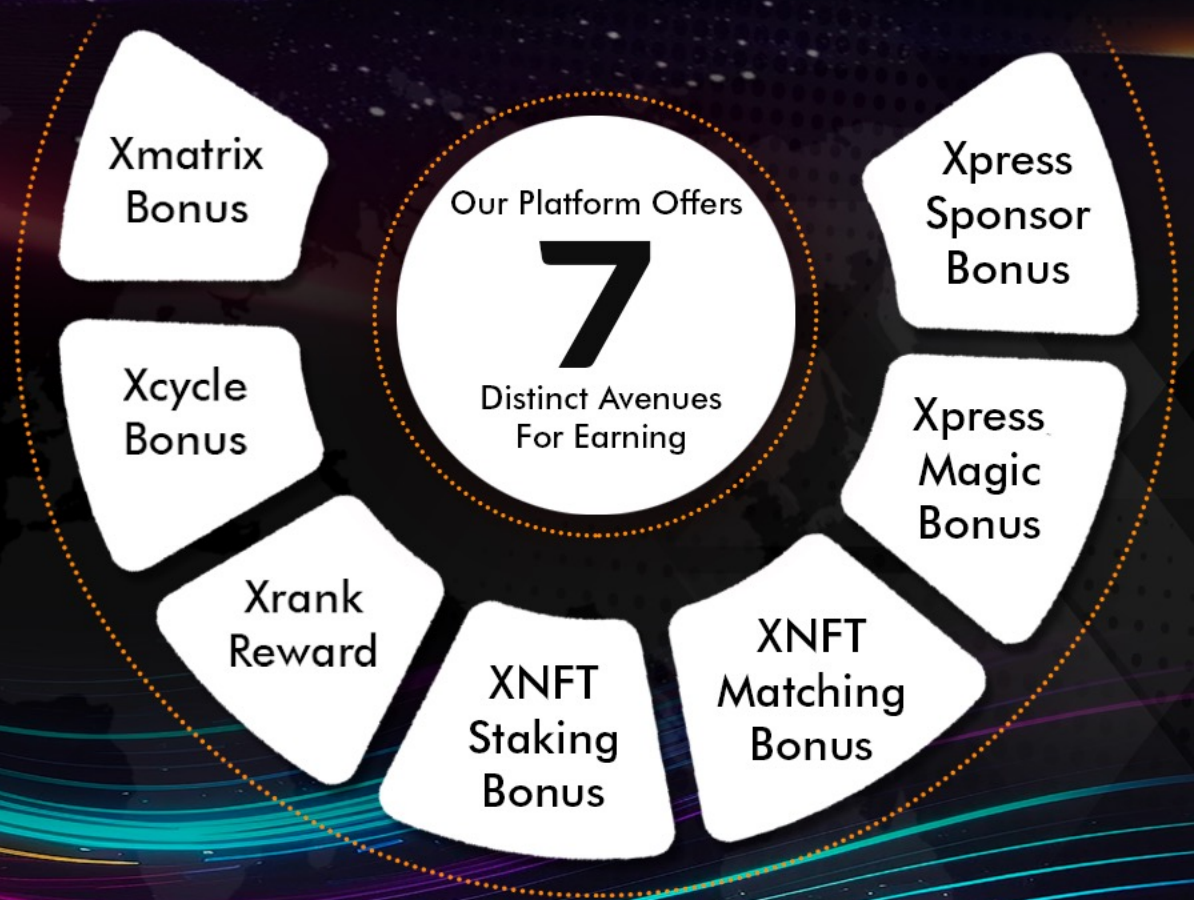 Our Platform Offers
7
Distinct Avenues
For Earning
Xmatrix
Bonus
Xcycle
Bonus
Xrank
Reward
XNFT
Staking
Bonus
XNFT
Matching
Bonus
Xpress
Magic
Bonus
Xpress
Sponsor
Bonus